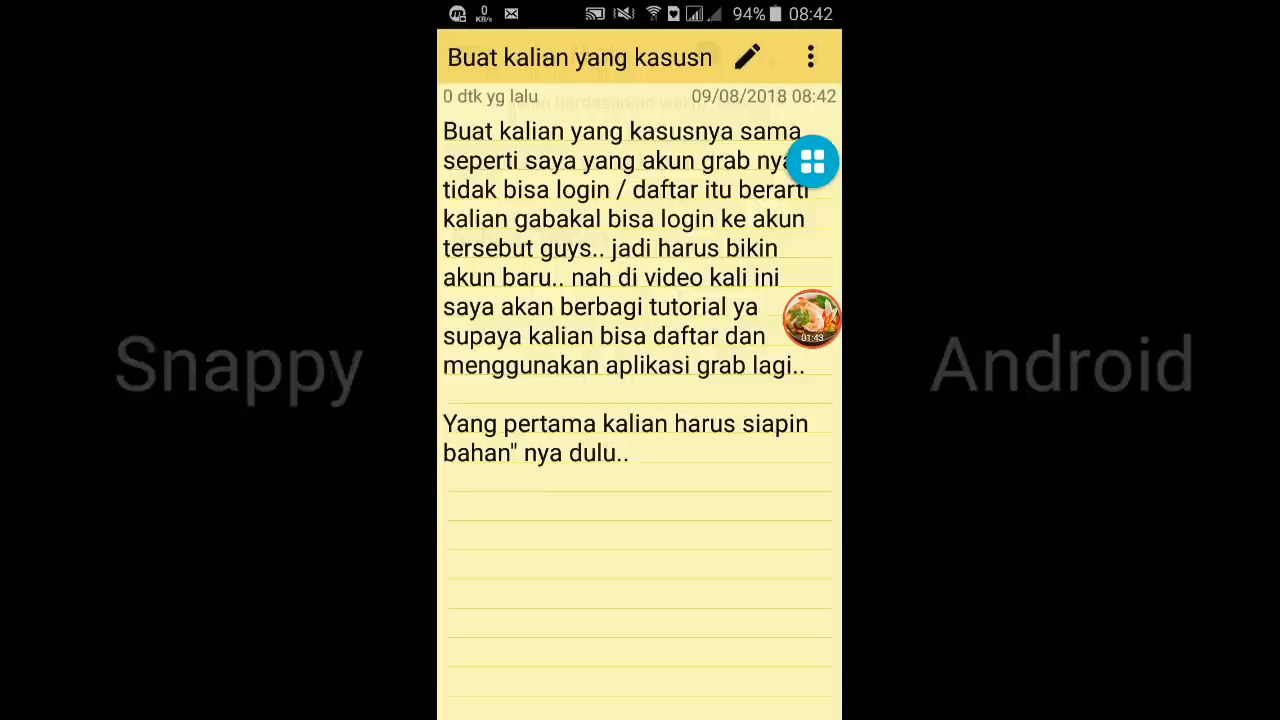 0
KB/s
94% 08:42
Buat kalian yang kasusn
0 dtk yg lalu 09/08/2018 08:42
Buat kalian yang kasusnya sama
seperti saya yang akun grab nya
tidak bisa login / daftar itu berarti
kalian gabakal bisa login ke akun
tersebut guys.. jadi harus bikin
akun baru.. nah di video kali ini
saya akan berbagi tutorial ya
01:43
supaya kalian bisa daftar dan
Snappy Android
menggunakan aplikasi grab lagi..
Yang pertama kalian harus siapin
bahan" nya dulu..